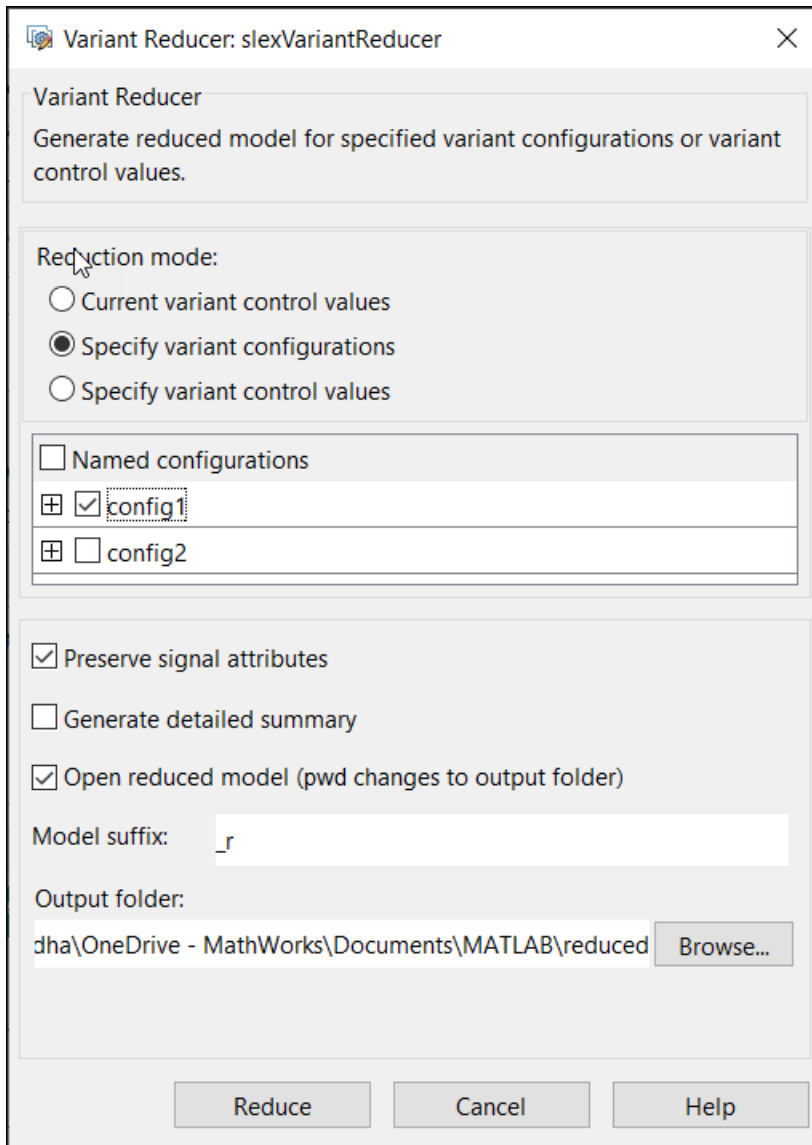 Variant Reducer: slexVariantReducer
Variant Reducer
Generate reduced model for specified variant configurations or variant
control values.
Reduction mode:
Current variant control values
Specify variant configurations
Specify variant control values
Named configurations
config1
config2
Preserve signal attributes
Generate detailed summary
Open reduced model (pwd changes to output folder)
Model suffix: _r
Output folder:
dha\OneDrive - MathWorks\Documents\MATLAB\reduced Browse...
Reduce Cancel Help